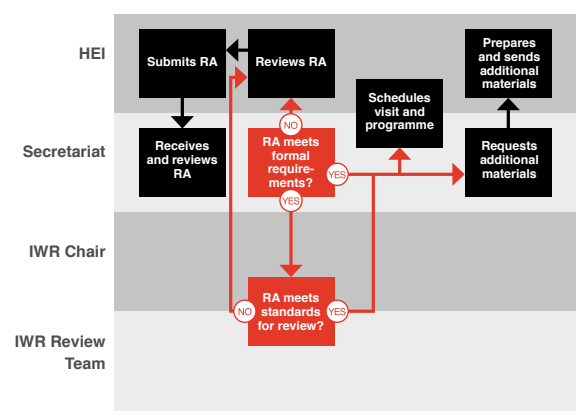 HEI
Submits RA
Reviews RA
Prepares
and sends
additional
materials
Schedules
visit and
programme
Secretariat
Receives
and reviews
RA
NO
RA meets
formal
require-
ments?
YES
YES
Requests
additional
materials
IWR Chair
RA meets
standards
for review?
NO
YES
IWR Review
Team